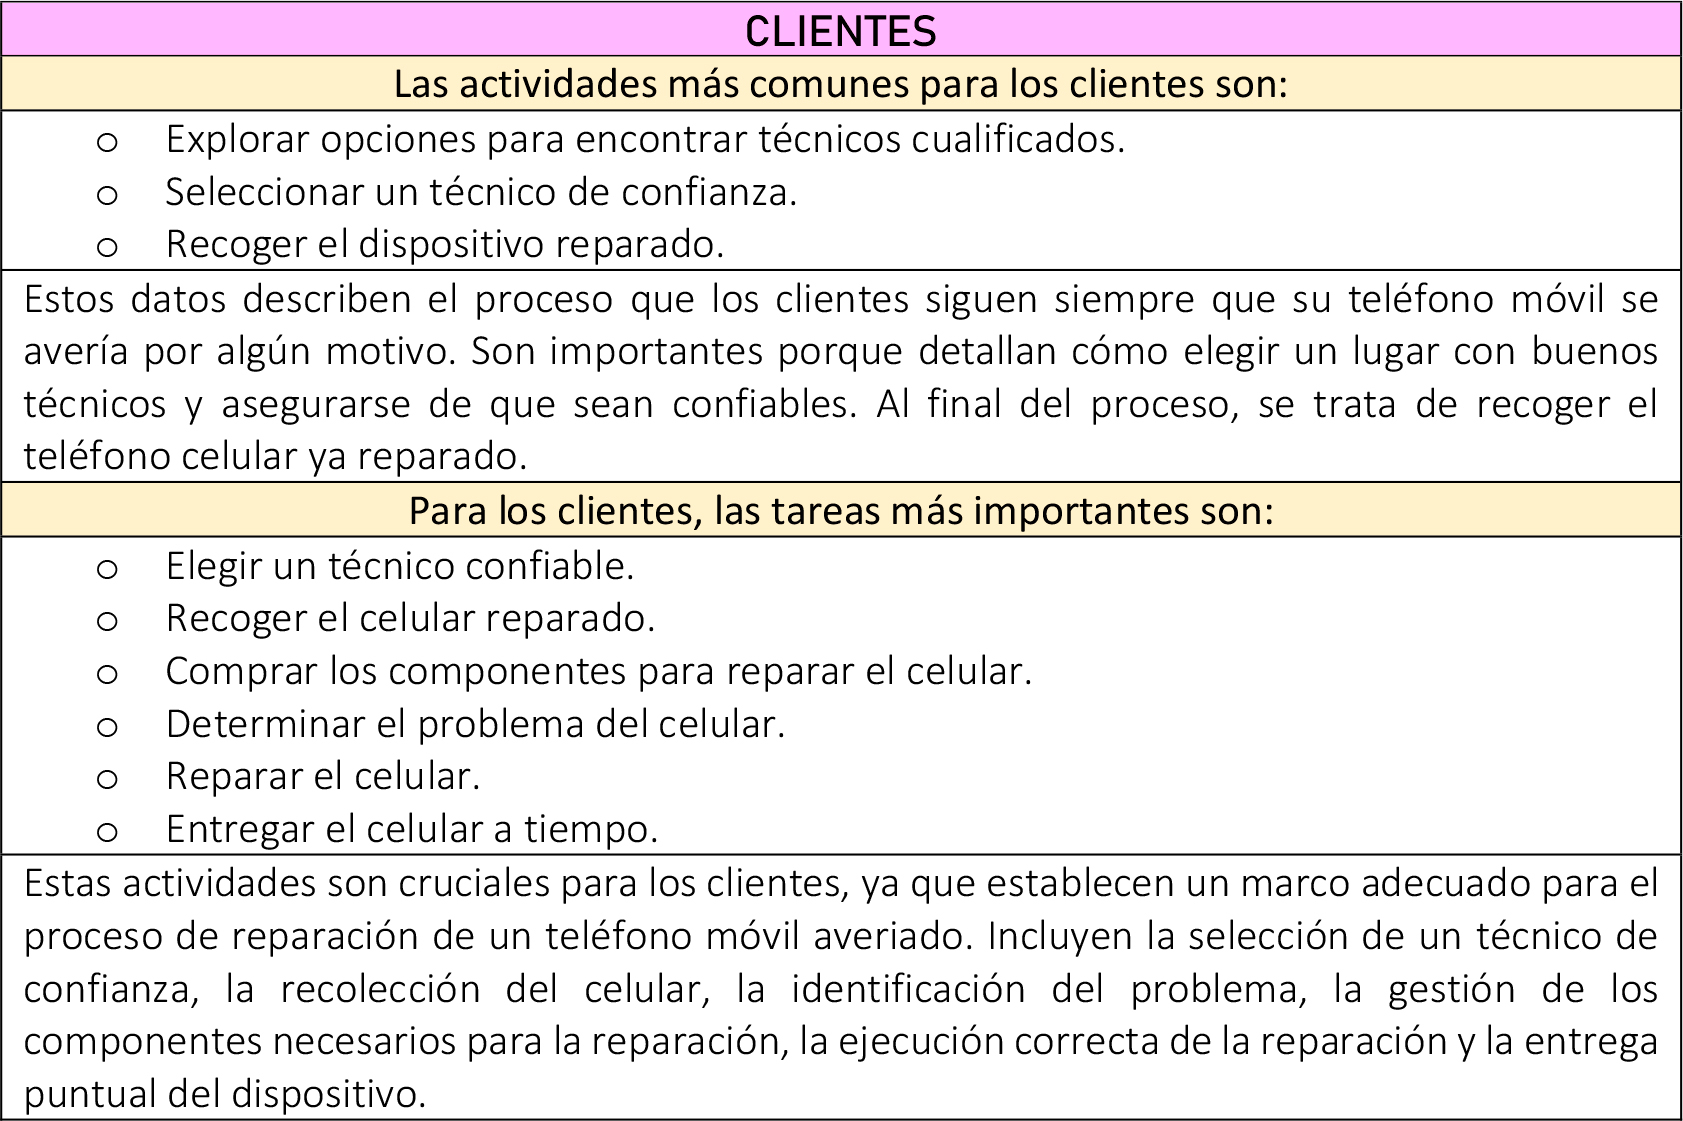 CLIENTES
Las actividades más comunes para los clientes son:
o Explorar opciones para encontrar técnicos cualificados.
o Seleccionar un técnico de confianza.
o Recoger el dispositivo reparado.
Estos datos describen el proceso que los clientes siguen siempre que su teléfono móvil se
avería por algún motivo. Son importantes porque detallan cómo elegir un lugar con buenos
técnicos y asegurarse de que sean confiables. Al final del proceso, se trata de recoger el
teléfono celular ya reparado.
Para los clientes, las tareas más importantes son:
o Elegir un técnico confiable.
o Recoger el celular reparado.
o Comprar los componentes para reparar el celular.
o Determinar el problema del celular.
o Reparar el celular.
o Entregar el celular a tiempo.
Estas actividades son cruciales para los clientes, ya que establecen un marco adecuado para el
proceso de reparación de un teléfono móvil averiado. Incluyen la selección de un técnico de
confianza, la recolección del celular, la identificación del problema, la gestión de los
componentes necesarios para la reparación, la ejecución correcta de la reparación y la entrega
puntual del dispositivo.